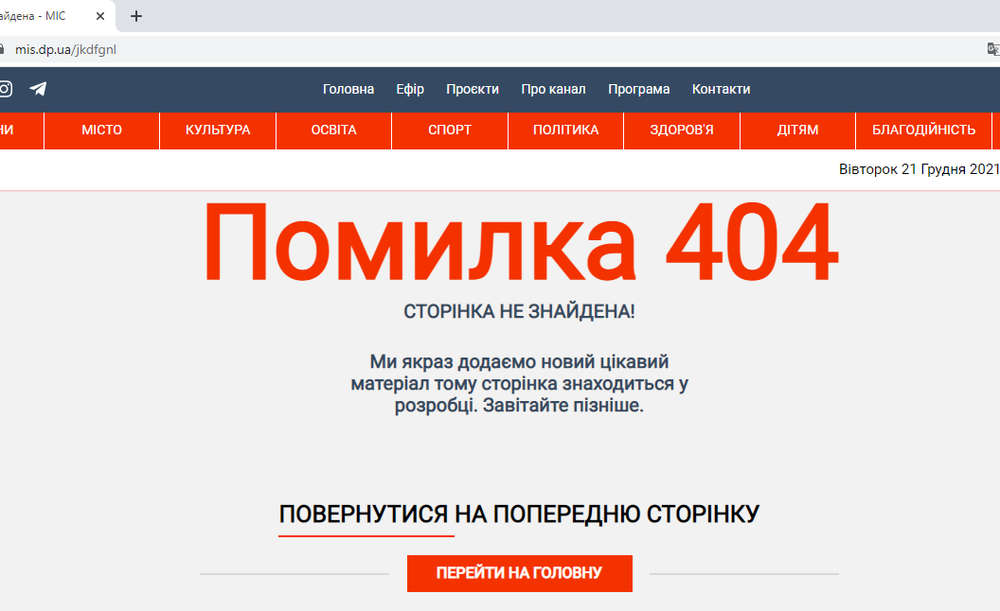 айдена - МІС
mis.dp.ua/jkdfgnl
Головна Ефір Проєкти Про канал Програма Контакти
НИ МІСТО КУЛЬТУРА ОСВІТА СПОРТ ПОЛІТИКА ЗДОРОВ'Я ДІТЯМ БЛАГОДІЙНІСТЬ
Вівторок 21 Грудня 2021
Помилка 404
СТОРІНКА НЕ ЗНАЙДЕНА!
Ми якраз додаємо новий цікавий
матеріал тому сторінка знаходиться у
розробці. Завітайте пізніше.
ПОВЕРНУТИСЯ НА ПОПЕРЕДНЮ СТОРІНКУ
ПЕРЕЙТИ НА ГОЛОВНУ